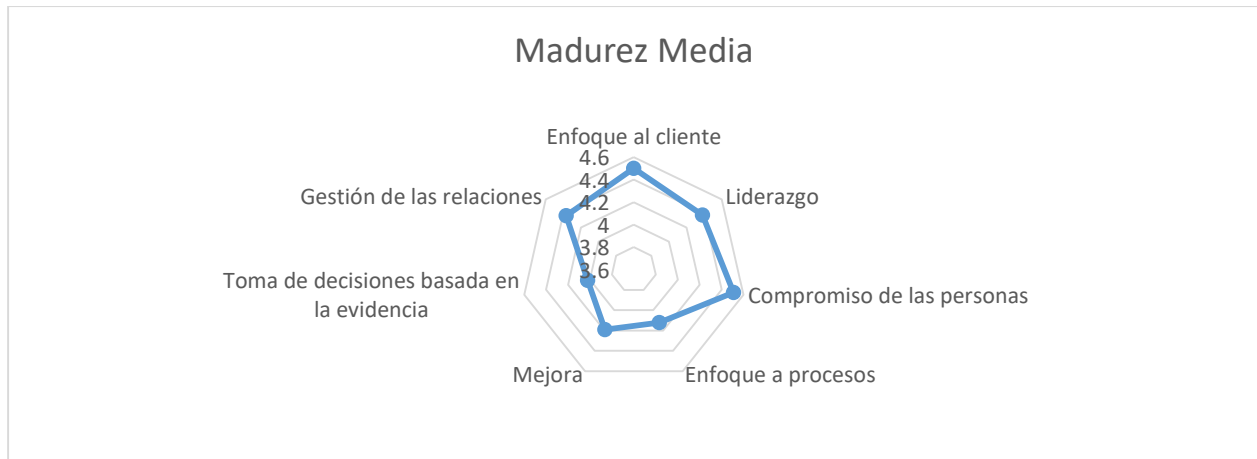 Madurez Media
Enfoque al cliente
4.6
4.4
4.2
4
3.8
3.6
Gestión de las relaciones
Liderazgo
Toma de decisiones basada en
la evidencia
Compromiso de las personas
Mejora
Enfoque a procesos